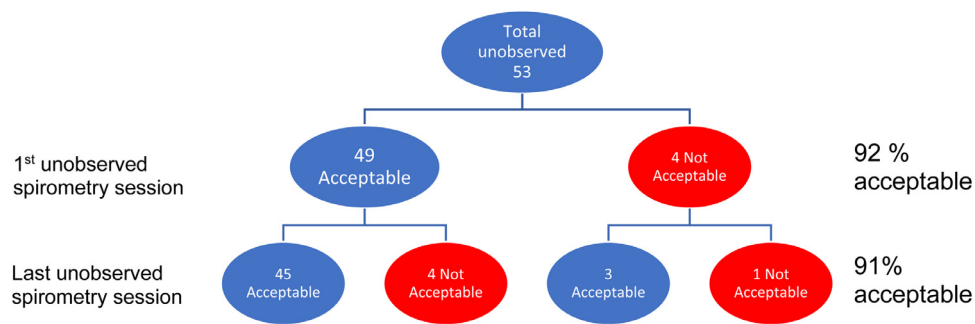 Total
unobserved
53
1st unobserved
spirometry session
49
Acceptable
4 Not
Acceptable
92 %
acceptable
Last unobserved
spirometry session
45
Acceptable
4 Not
Acceptable
3
Acceptable
1 Not
Acceptable
91%
acceptable